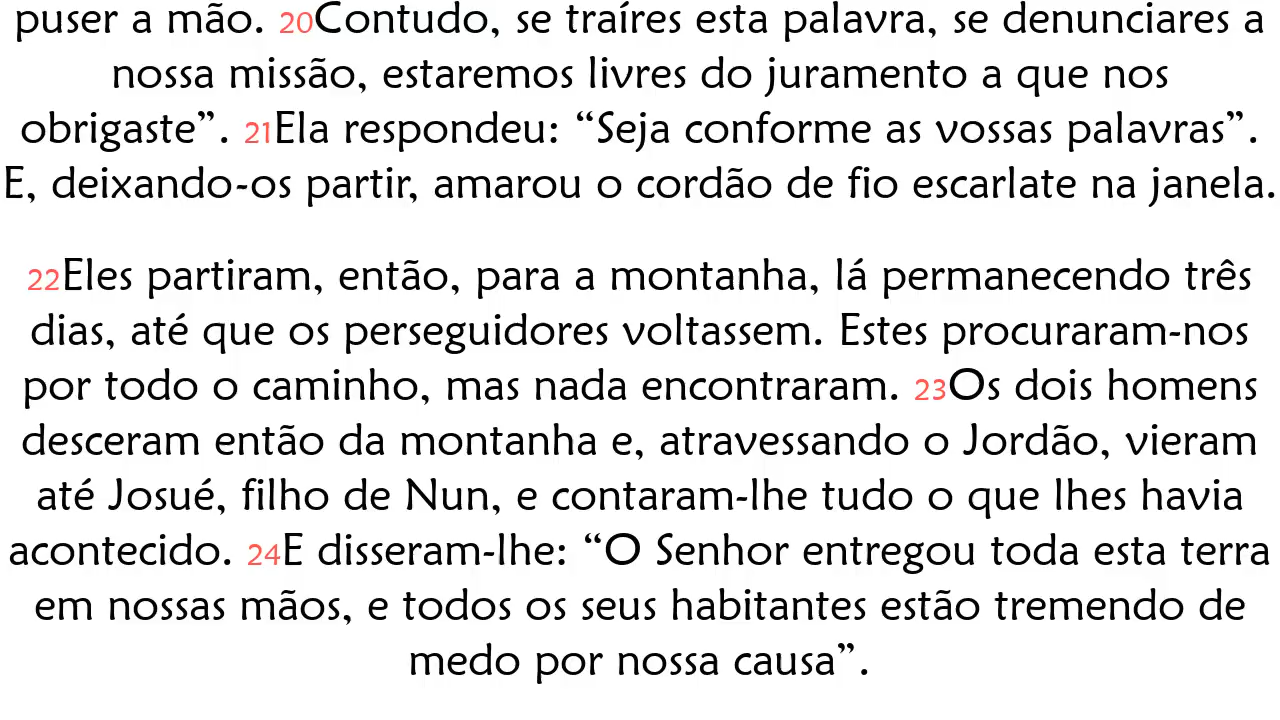 puser a mão. 20Contudo, se traíres esta palavra, se denunciares a
nossa missão, estaremos livres do juramento a que nos
obrigaste”. 21Ela respondeu: “Seja conforme as vossas palavras”.
E, deixando-os partir, amarou o cordão de fio escarlate na janela.
22Eles partiram, então, para a montanha, lá permanecendo três
dias, até que os perseguidores voltassem. Estes procuraram-nos
por todo o caminho, mas nada encontraram. 23Os dois homens
desceram então da montanha e, atravessando o Jordão, vieram
até Josué, filho de Nun, e contaram-lhe tudo o que lhes havia
acontecido. 24E disseram-lhe: “O Senhor entregou toda esta terra
em nossas mãos, e todos os seus habitantes estão tremendo de
medo por nossa causa”.